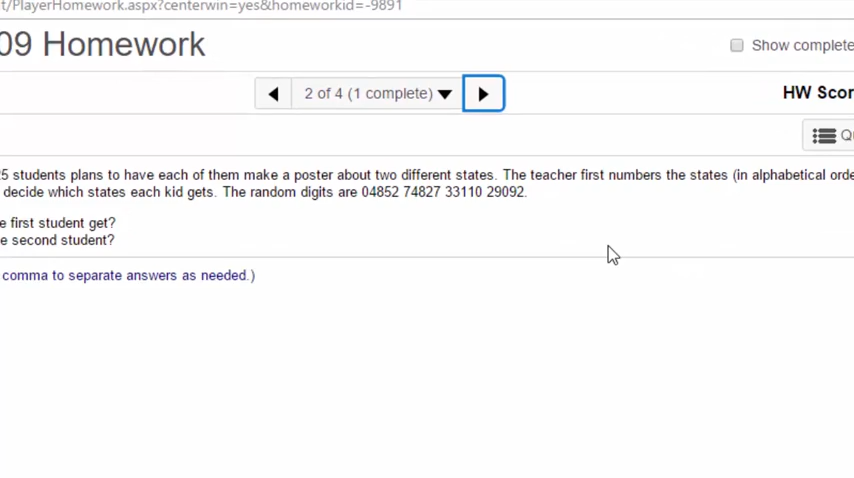 t/PlayerHomework.aspx?centerwin=yes&homeworkid=-9891
09 Homework
Show complete
2 of 4 (1 complete)
HW Scor
Qu
25 students plans to have each of them make a poster about two different states. The teacher first numbers the states (in alphabetical orde
decide which states each kid gets. The random digits are 04852 74827 33110 29092.
e first student get?
e second student?
comma to separate answers as needed.)